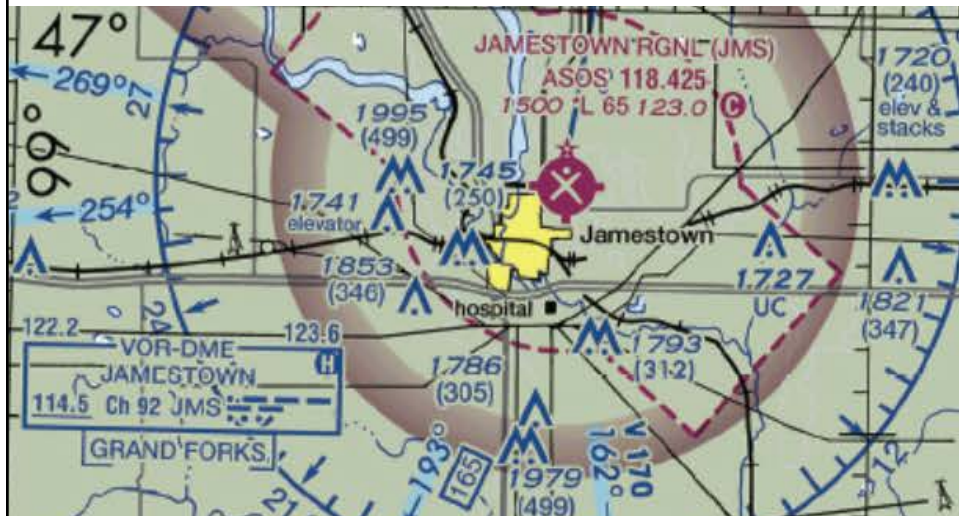 47°
99°
JAMESTOWN RGNL (JMS)
ASOS 118.425
1500 L 65 123.0 C
1720
(240)
elev &
stacks
269°
27
1995
(499)
1745
(250)
254°
1741
elevator
Jamestown
1853
(346)
1727
UC
hospital
1821
(347)
24
122.2
123.6
VOR-DME
H
JAMESTOWN
114.5 Ch 92 JMS
GRAND FORKS
1786
(305)
1793
(312)
193°
165
1979
(499)
162°
V 170
12
21